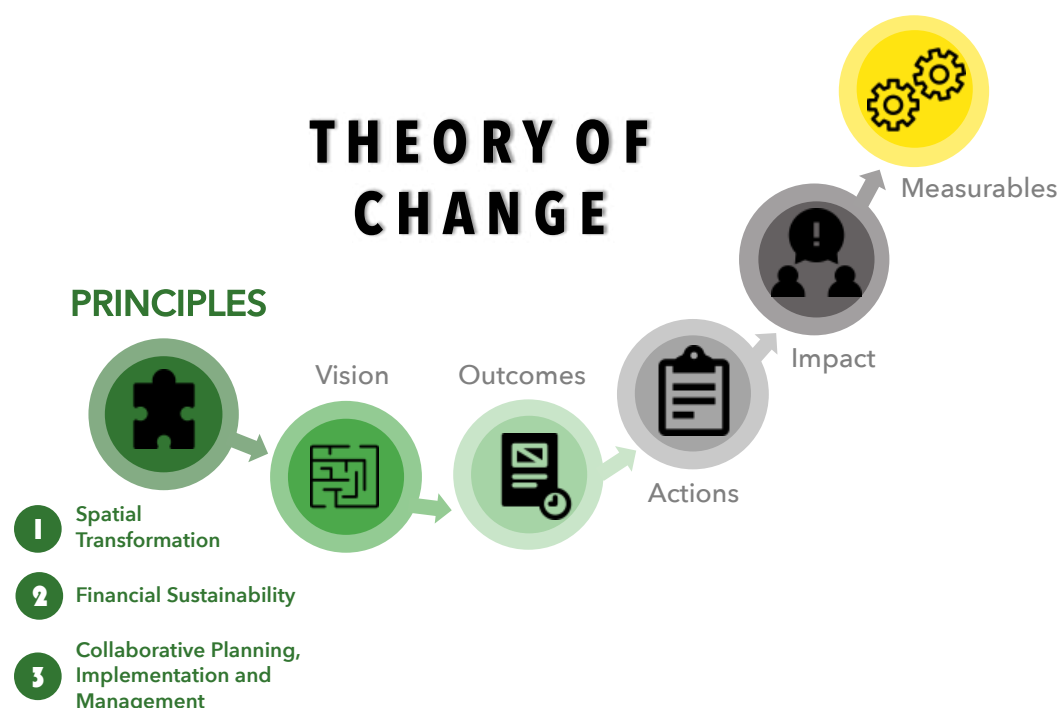 THEORY OF
CHANGE
Measurables
PRINCIPLES
Impact
Vision
Outcomes
Actions
1
Spatial
Transformation
2
Financial Sustainability
3
Collaborative Planning,
Implementation and
Management